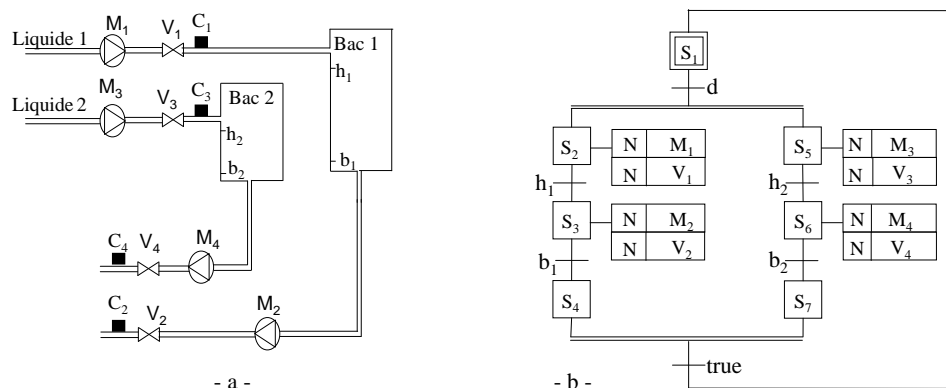 M₁
V₁
C₁
Liquide 1
Bac 1
h₁
M₃
V₃
C₃
Liquide 2
Bac 2
h₂
b₂
b₁
C₄
V₄
M₄
C₂
V₂
M₂
- a -
S₁
d
S₂
N M₁
N V₁
S₅
N M₃
N V₃
h₁
h₂
S₃
N M₂
N V₂
S₆
N M₄
N V₄
b₁
b₂
S₄
S₇
true
- b -